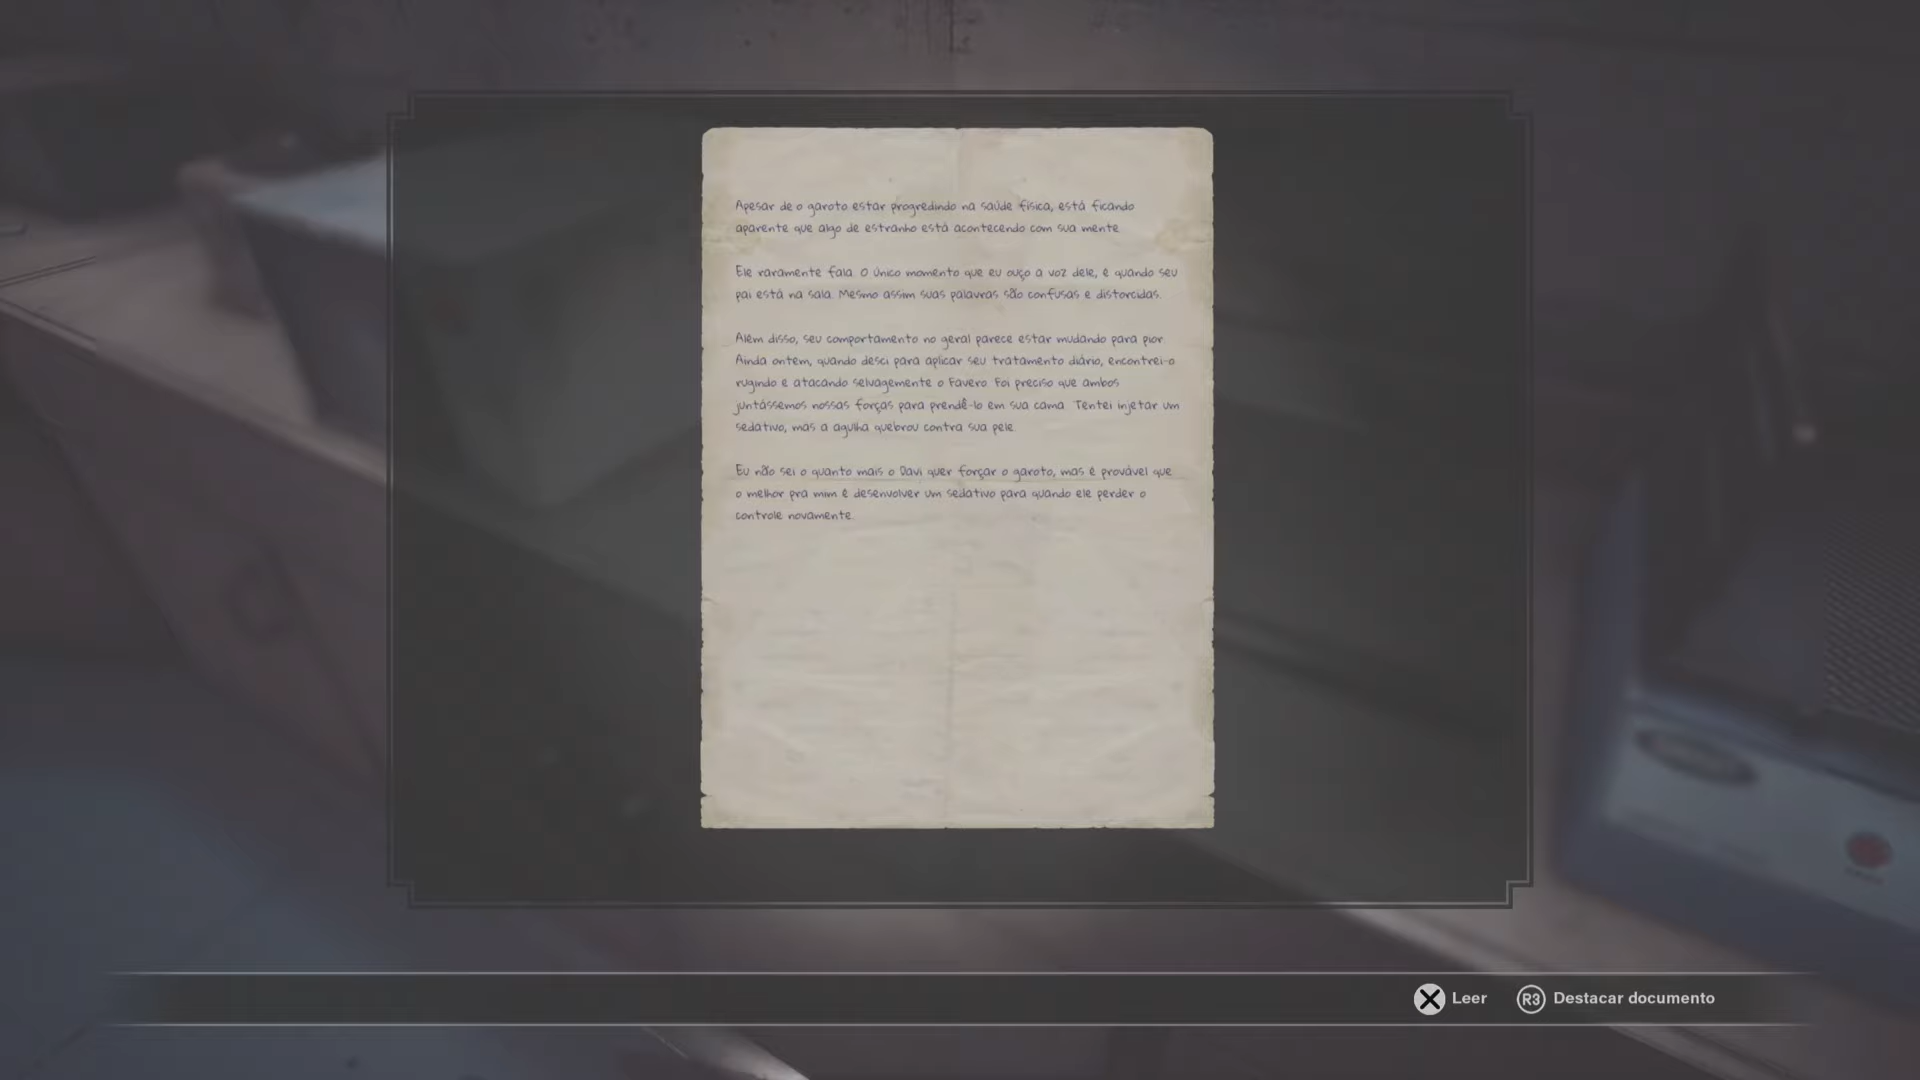 Apesar de o garoto estar progredindo na saúde física, está ficando
aparente que algo de estranho está acontecendo com sua mente
Ele raramente fala. O único momento que eu ouço a voz dele, é quando seu
pai está na sala. Mesmo assim suas palavras são confusas e distorcidas.
Além disso, seu comportamento no geral parece estar mudando para pior.
Ainda ontem, quando desci para aplicar seu tratamento diário, encontrei-o
rugindo e atacando selvagemente o Favero. Foi preciso que ambos
juntássemos nossas forças para prendê-lo em sua cama. Tentei injetar um
sedativo, mas a agulha quebrou contra sua pele.
Eu não sei o quanto mais o Davi quer forçar o garoto, mas é provável que
o melhor pra mim é desenvolver um sedativo para quando ele perder o
controle novamente.
Leer
R3 Destacar documento